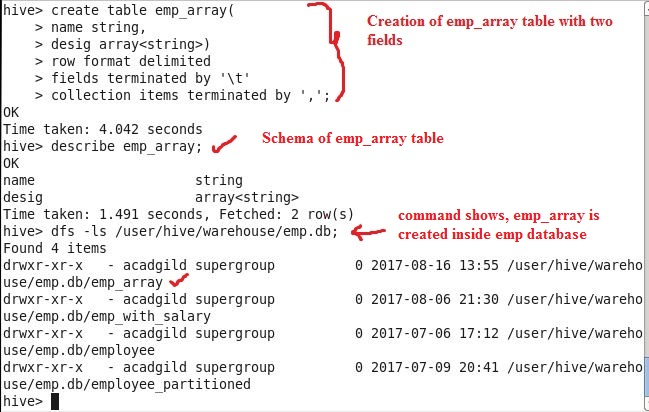 hive> create table emp_array(
    > name string,
    > desig array<string>)
    > row format delimited
    > fields terminated by '\t'
    > collection items terminated by ',';
Creation of emp_array table with two
fields
OK
Time taken: 4.042 seconds
hive> describe emp_array;
Schema of emp_array table
OK
name                    string
desig                   array<string>
Time taken: 1.491 seconds, Fetched: 2 row(s)
hive> dfs -ls /user/hive/warehouse/emp.db;
command shows, emp_array is
created inside emp database
Found 4 items
drwxr-xr-x   - acadgild supergroup          0 2017-08-16 13:55 /user/hive/wareho
use/emp.db/emp_array
drwxr-xr-x   - acadgild supergroup          0 2017-08-06 21:30 /user/hive/wareho
use/emp.db/emp_with_salary
drwxr-xr-x   - acadgild supergroup          0 2017-07-06 17:12 /user/hive/wareho
use/emp.db/employee
drwxr-xr-x   - acadgild supergroup          0 2017-07-09 20:41 /user/hive/wareho
use/emp.db/employee_partitioned
hive>